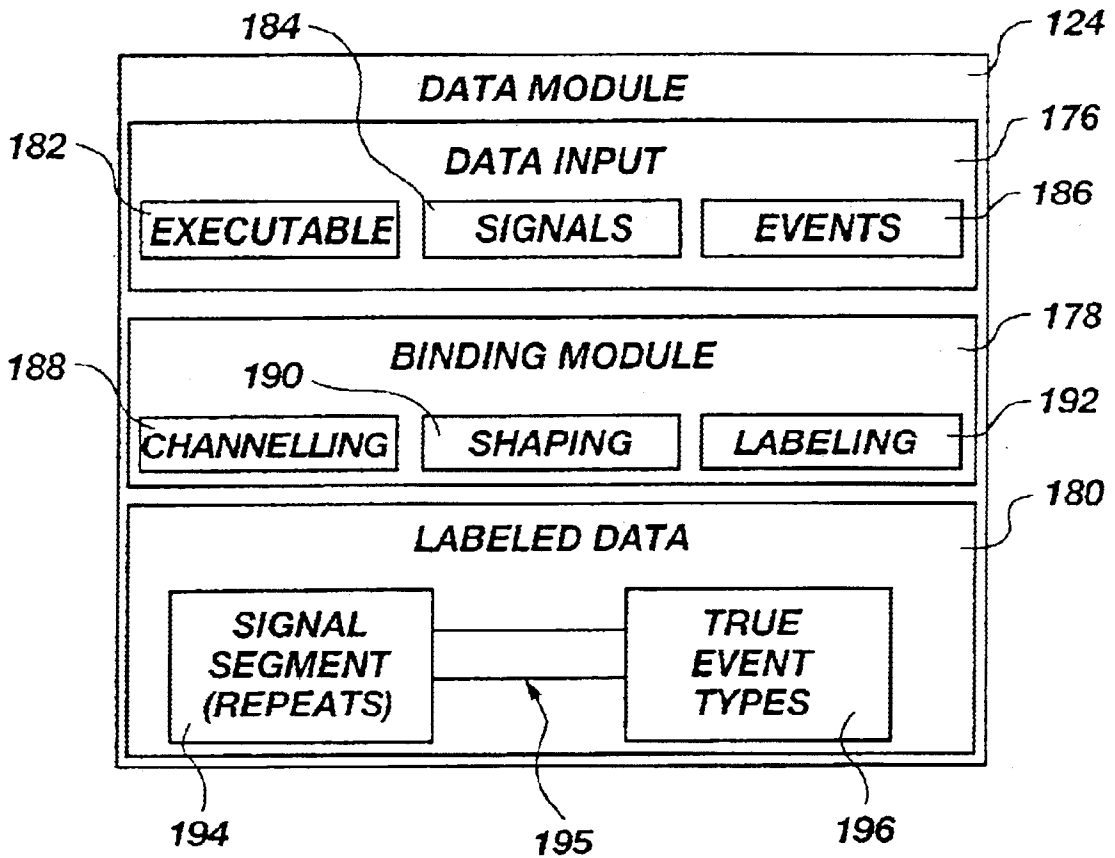 184
124
DATA MODULE
182
176
DATA INPUT
186
EXECUTABLE
SIGNALS
EVENTS
178
BINDING MODULE
188
190
192
CHANNELLING
SHAPING
LABELING
180
LABELED DATA
SIGNAL
SEGMENT
(REPEATS)
TRUE
EVENT
TYPES
194
195
196